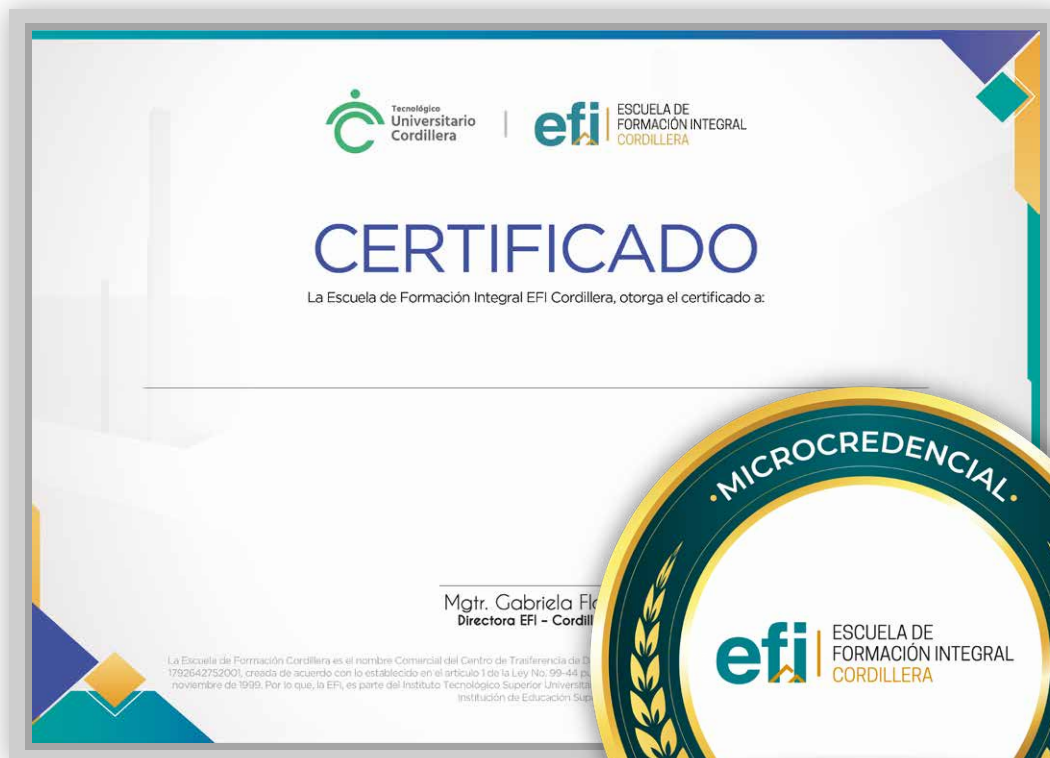 Tecnológico
Universitario
Cordillera
efi
ESCUELA DE
FORMACIÓN INTEGRAL
CORDILLERA
CERTIFICADO
La Escuela de Formación Integral EFI Cordillera, otorga el certificado a:
Mgtr. Gabriela
Directora EFI – Cordill
La Escuela de Formación Cordillera es el nombre Comercial del Centro de Trasferencia de
1792642752001, creada de acuerdo con lo establecido en el artículo 1 de la Ley No. 99-44
noviembre de 1999. Por lo que, la EFI, es parte del Instituto Tecnológico Superior
Institución de Educación
·MICROCREDENCIAL·
efi
ESCUELA DE
FORMACIÓN INTEGRAL
CORDILLERA